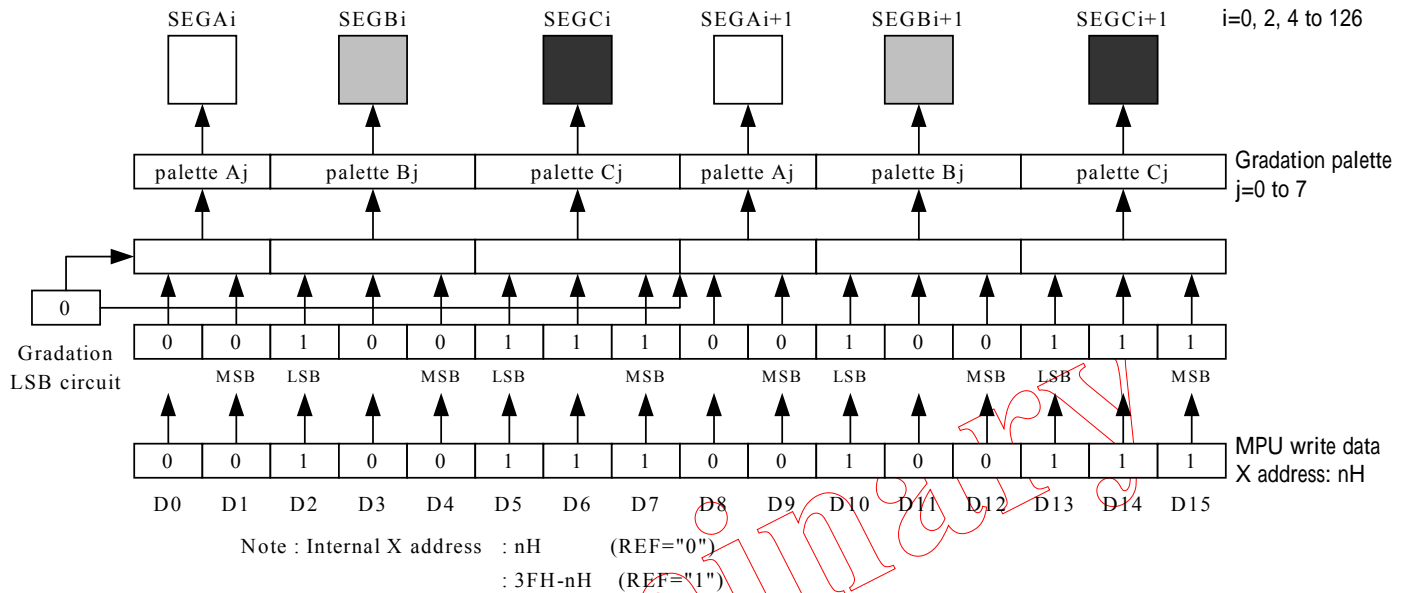 SEGAi SEGBi SEGCi SEGAi+1 SEGBi+1 SEGCi+1 i=0, 2, 4 to 126
palette Aj palette Bj palette Cj palette Aj palette Bj palette Cj
Gradation palette
j=0 to 7
0
Gradation
LSB circuit
0 0 1 0 0 1 1 1 0 0 1 0 0 1 1 1
MSB LSB MSB LSB MSB MSB LSB MSB LSB MSB
0 0 1 0 0 1 1 1 0 0 1 0 0 1 1 1
MPU write data
X address: nH
D0 D1 D2 D3 D4 D5 D6 D7 D8 D9 D10 D11 D12 D13 D14 D15
Note : Internal X address : nH (REF="0")
: 3FH-nH (REF="1")